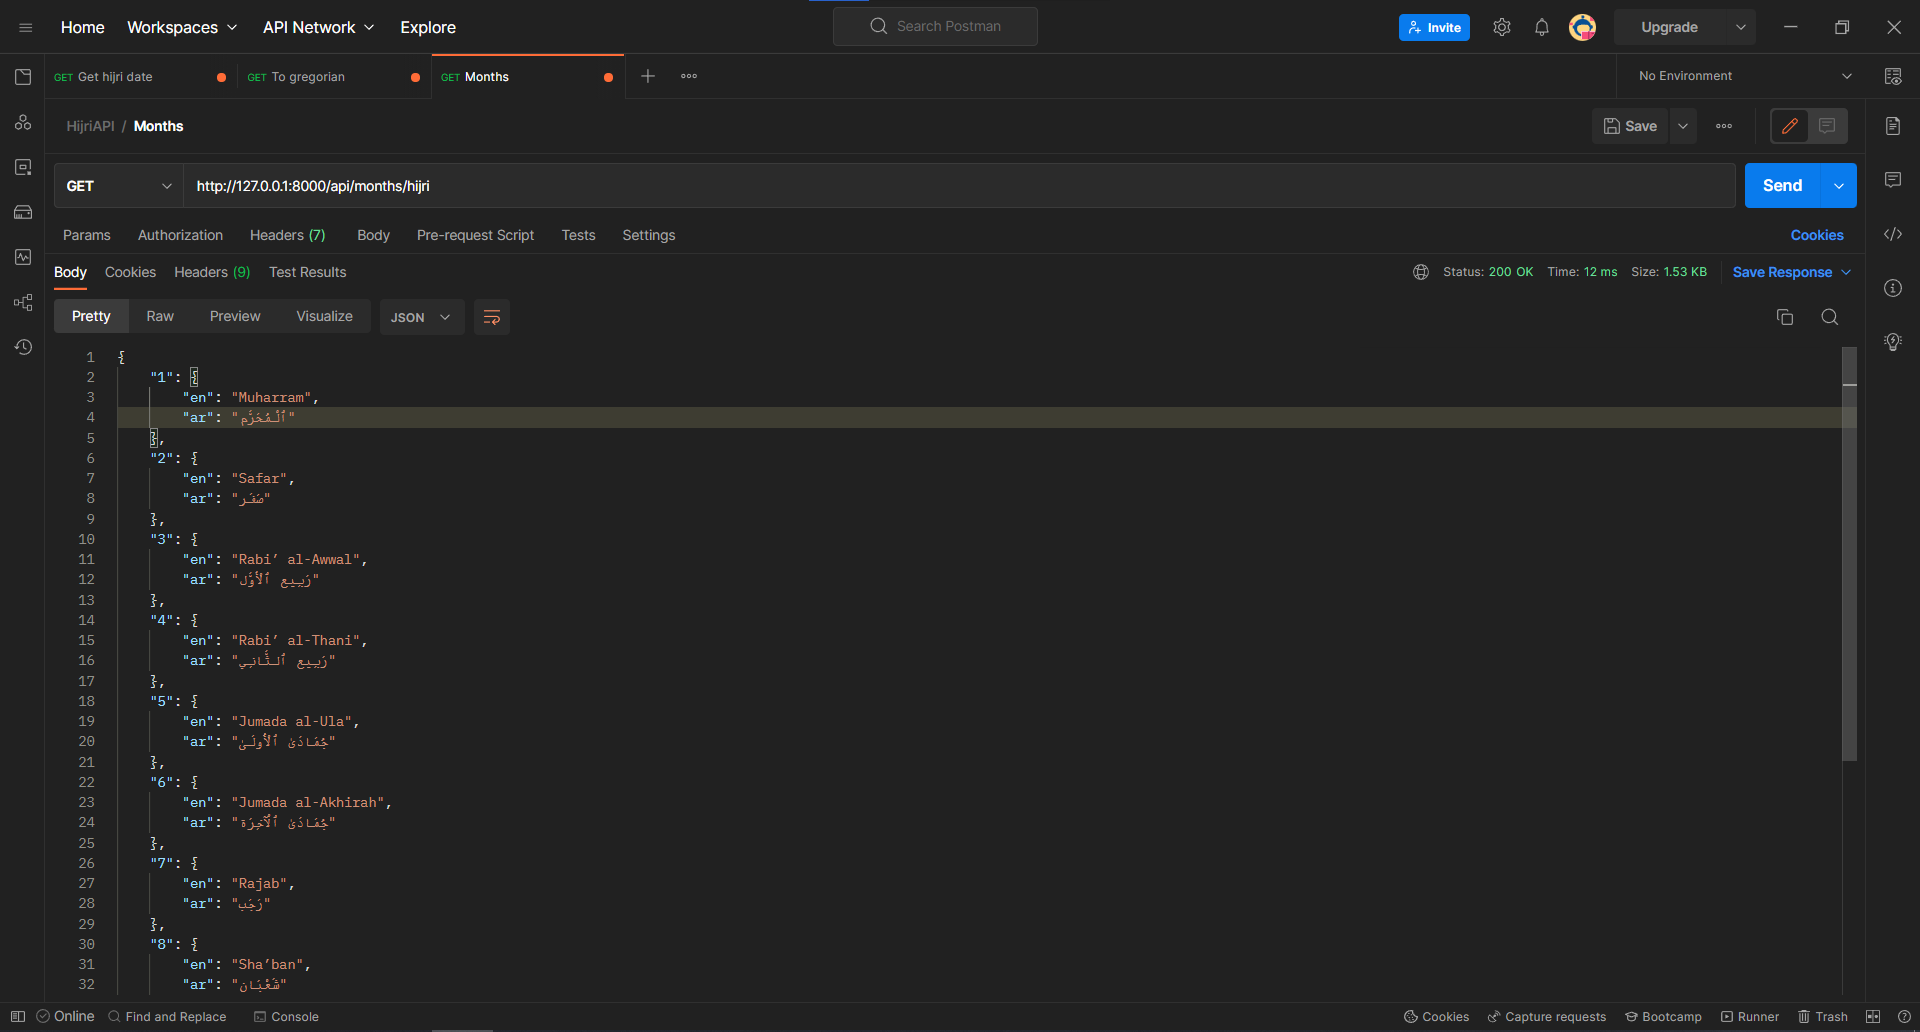 Home Workspaces API Network Explore Search Postman Invite Upgrade
GET Get hijri date GET To gregorian GET Months No Environment
HijriAPI / Months Save
GET http://127.0.0.1:8000/api/months/hijri Send
Params Authorization Headers (7) Body Pre-request Script Tests Settings Cookies
Body Cookies Headers (9) Test Results Status: 200 OK Time: 12 ms Size: 1.53 KB Save Response
Pretty Raw Preview Visualize JSON
1 {
2 "1": {
3 "en": "Muharram",
4 "ar": "ٱلْمُحَرَّم"
5 },
6 "2": {
7 "en": "Safar",
8 "ar": "صَفَر"
9 },
10 "3": {
11 "en": "Rabi’ al-Awwal",
12 "ar": "رَبِيع ٱلْأَوَّل"
13 },
14 "4": {
15 "en": "Rabi’ al-Thani",
16 "ar": "رَبِيع ٱلثَّانِي"
17 },
18 "5": {
19 "en": "Jumada al-Ula",
20 "ar": "جُمَادَىٰ ٱلْأُولَىٰ"
21 },
22 "6": {
23 "en": "Jumada al-Akhirah",
24 "ar": "جُمَادَىٰ ٱلْآخِرَة"
25 },
26 "7": {
27 "en": "Rajab",
28 "ar": "رَجَب"
29 },
30 "8": {
31 "en": "Sha’ban",
32 "ar": "شَعْبَان"
Online Find and Replace Console Cookies Capture requests Bootcamp Runner Trash